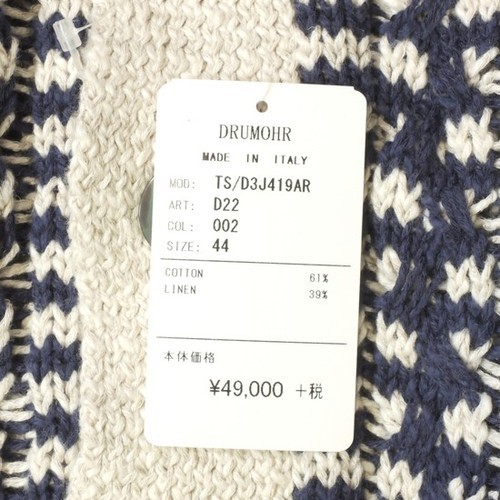 DRUMOHR
MADE IN ITALY
MOD: TS/D3J419AR
ART: D22
COL: 002
SIZE: 44
COTTON 61%
LINEN 39%
本体価格
¥49,000 +税